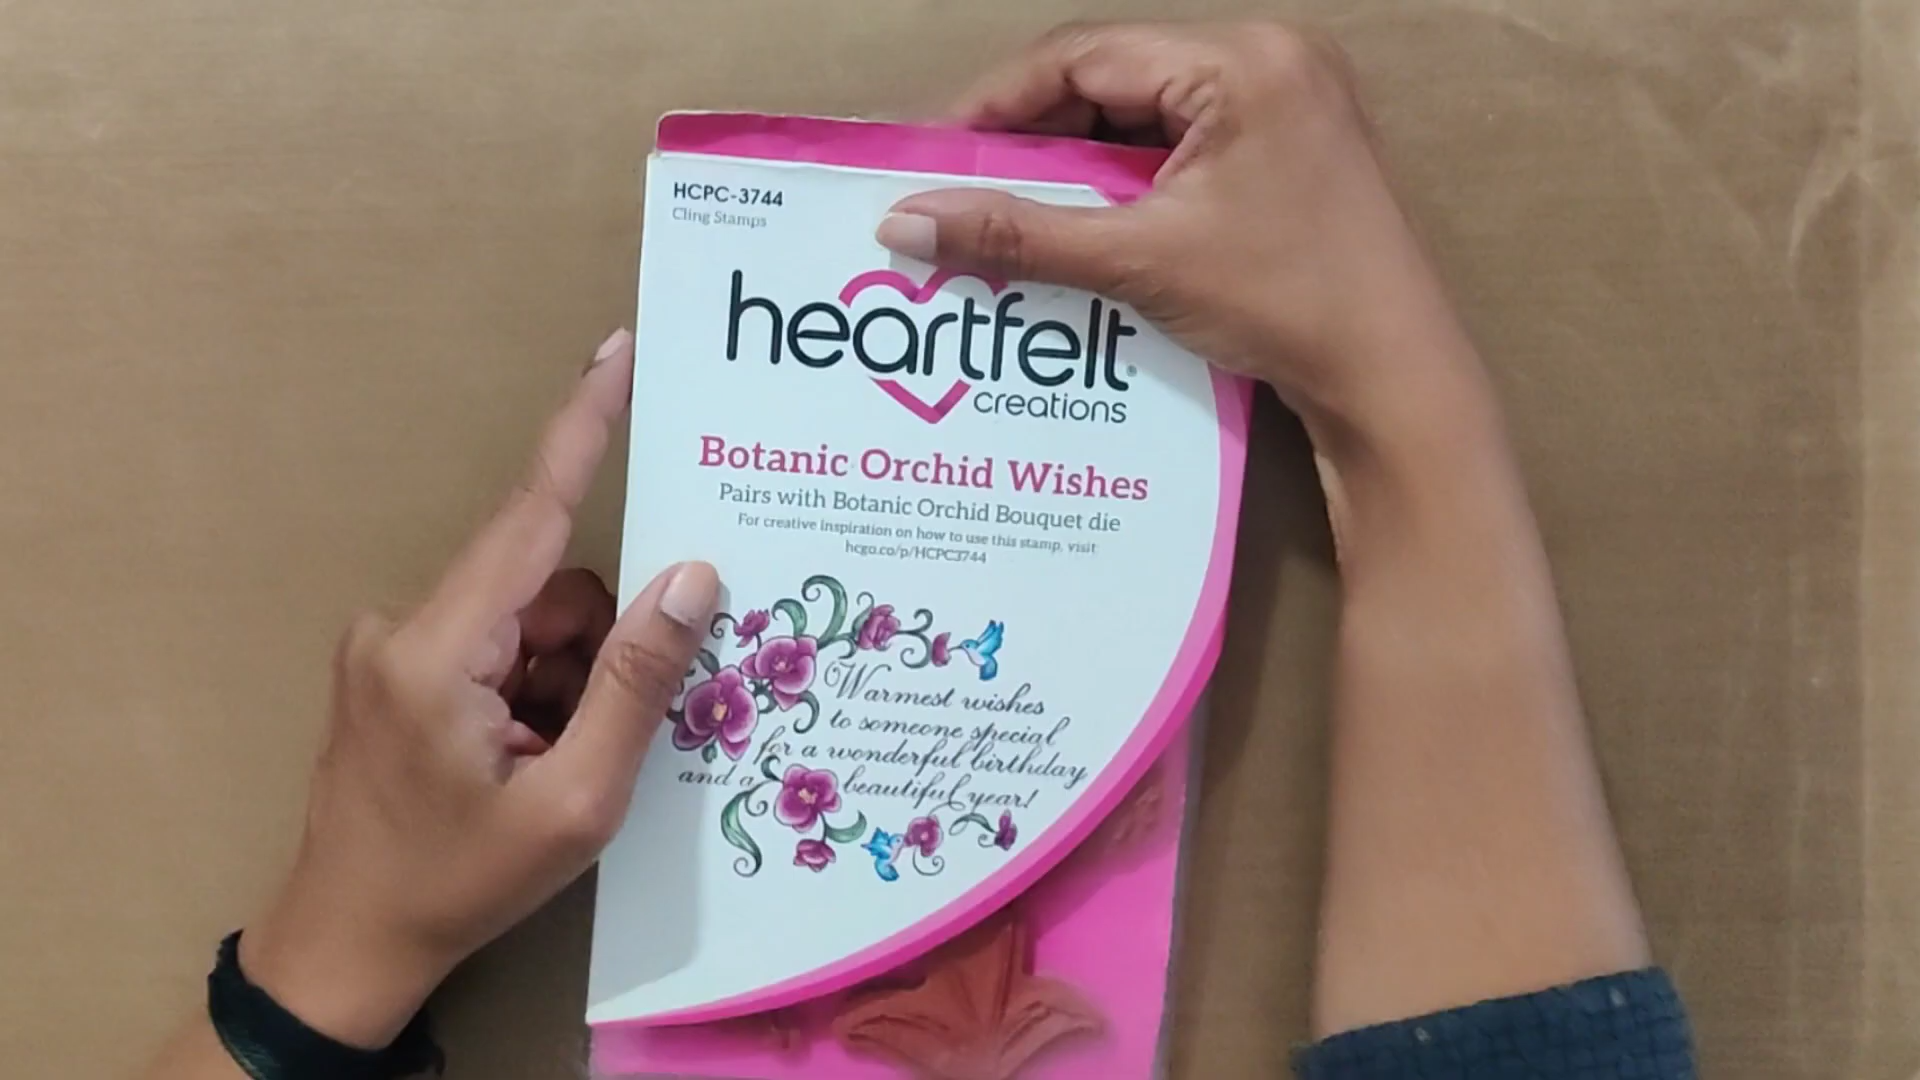 HCPC-3744
Cling Stamps
heartfelt
creations
Botanic Orchid Wishes
Pairs with Botanic Orchid Bouquet die
For creative inspiration on how to use this stamp, visit
hcgo.co/p/HCPC3744
Warmest wishes
to someone special
for a wonderful birthday
and a beautiful year!